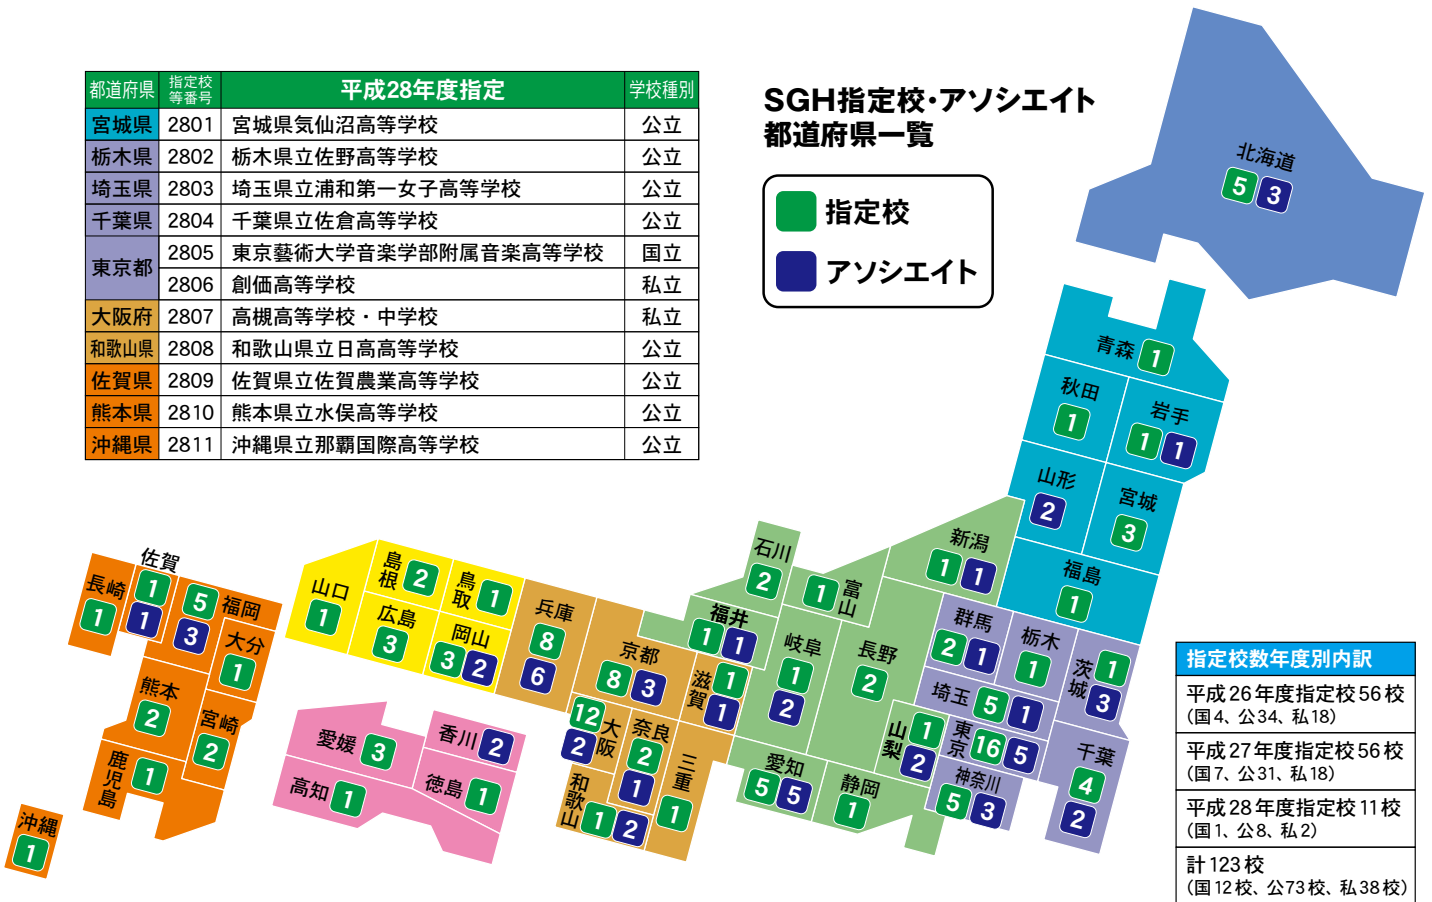 都道府県 指定校等番号 平成28年度指定 学校種別
宮城県 2801 宮城県気仙沼高等学校 公立
栃木県 2802 栃木県立佐野高等学校 公立
埼玉県 2803 埼玉県立浦和第一女子高等学校 公立
千葉県 2804 千葉県立佐倉高等学校 公立
東京都 2805 東京藝術大学音楽学部附属音楽高等学校 国立
2806 創価高等学校 私立
大阪府 2807 高槻高等学校・中学校 私立
和歌山県 2808 和歌山県立日高高等学校 公立
佐賀県 2809 佐賀県立佐賀農業高等学校 公立
熊本県 2810 熊本県立水俣高等学校 公立
沖縄県 2811 沖縄県立那覇国際高等学校 公立
SGH指定校・アソシエイト
都道府県一覧
指定校
アソシエイト
北海道
5 3
青森 1
秋田
1
岩手
1 1
山形
2
宮城
3
福島
1
新潟
1 1
石川
2
富山
1
福井
1 1
岐阜
1
2
長野
2
山梨
1
2
愛知
5 5
静岡
1
群馬
2 1
栃木
1
茨城
1
3
埼玉 5 1
東京 16 5
神奈川
5 3
千葉
4
2
兵庫
8
6
京都
8 3
滋賀
1
1
大阪
12
2
奈良
2
1
和歌山
1 2
三重
1
島根 2
鳥取 1
山口
1
広島
3
岡山
3 2
愛媛 3
香川 2
高知 1
徳島 1
佐賀
1
1
長崎
1
福岡
5
3
大分
1
熊本
2
宮崎
2
鹿児島
1
沖縄
1
指定校数年度別内訳
平成26年度指定校56校
(国4、公34、私18)
平成27年度指定校56校
(国7、公31、私18)
平成28年度指定校11校
(国1、公8、私2)
計123校
(国12校、公73校、私38校)